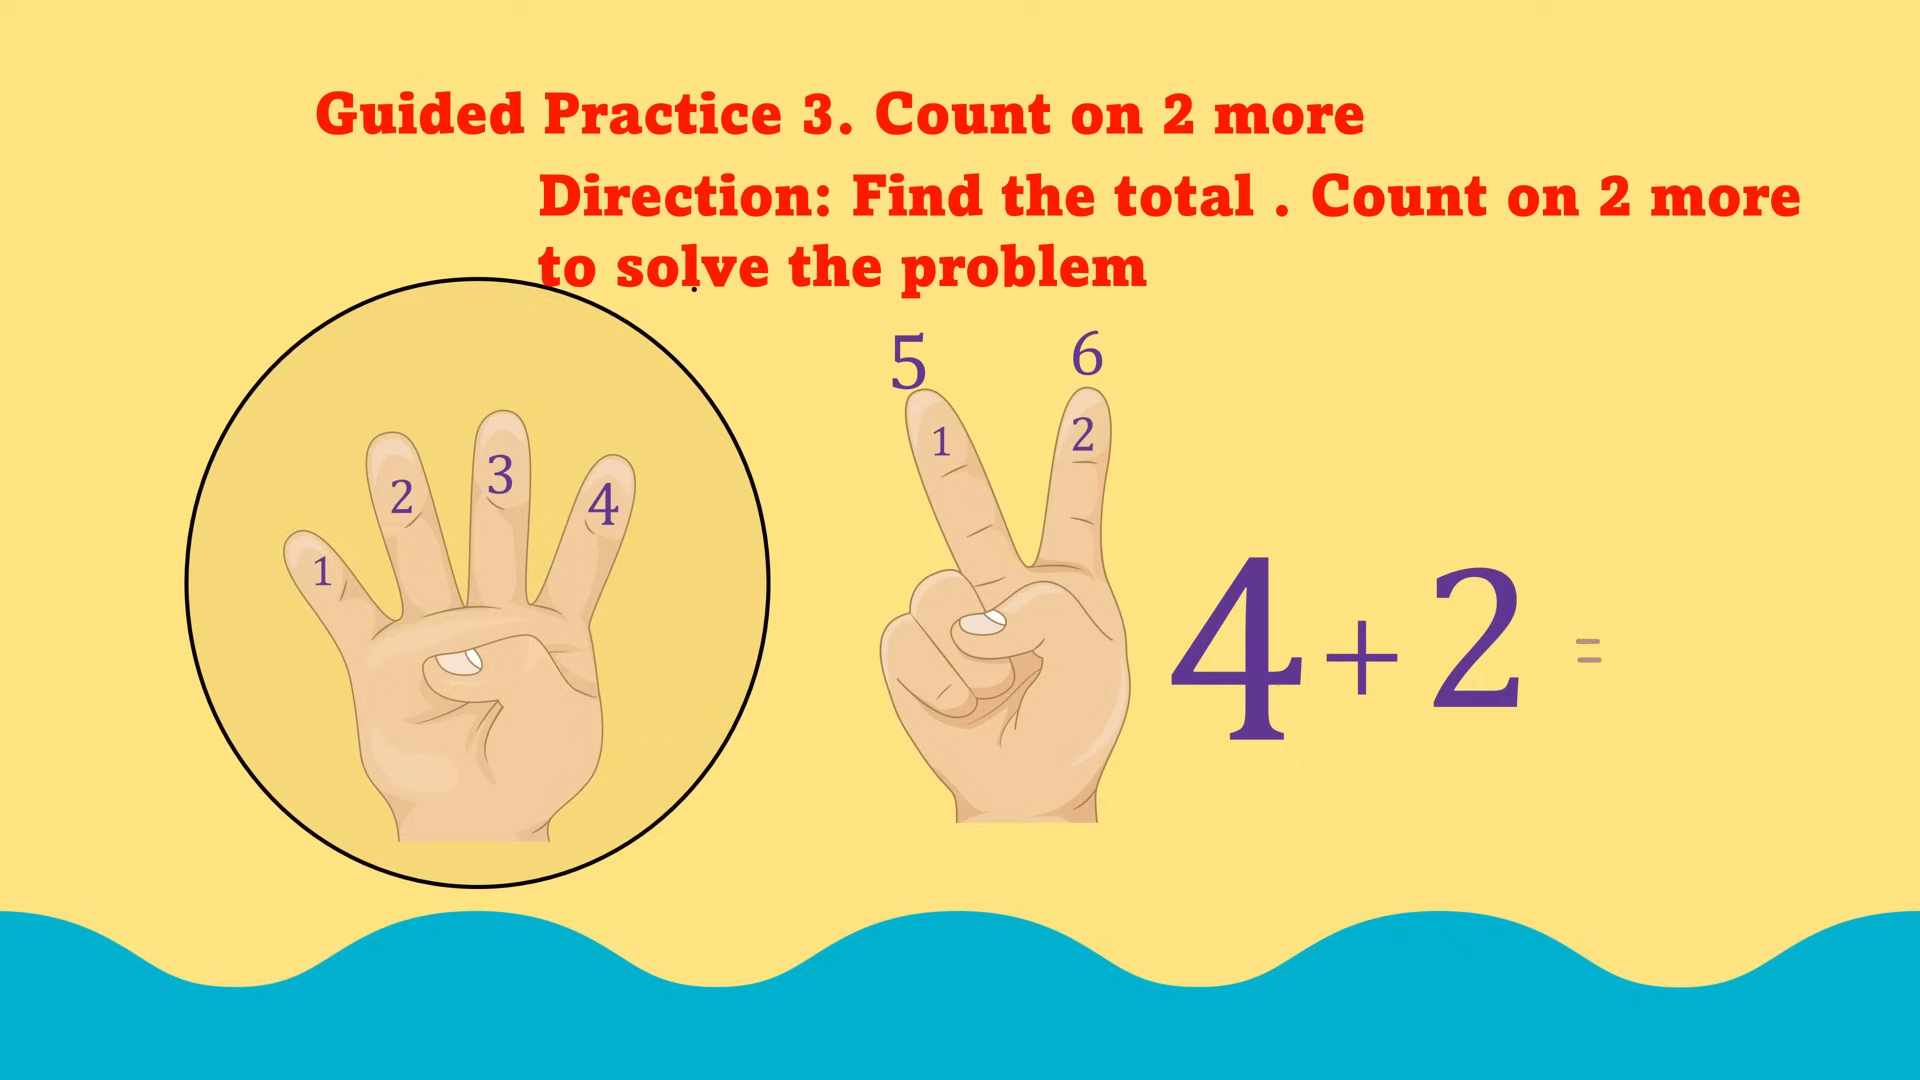 Guided Practice 3. Count on 2 more
Direction: Find the total . Count on 2 more
to solve the problem
5 6
1 2 3 4
1 2
4+2 =